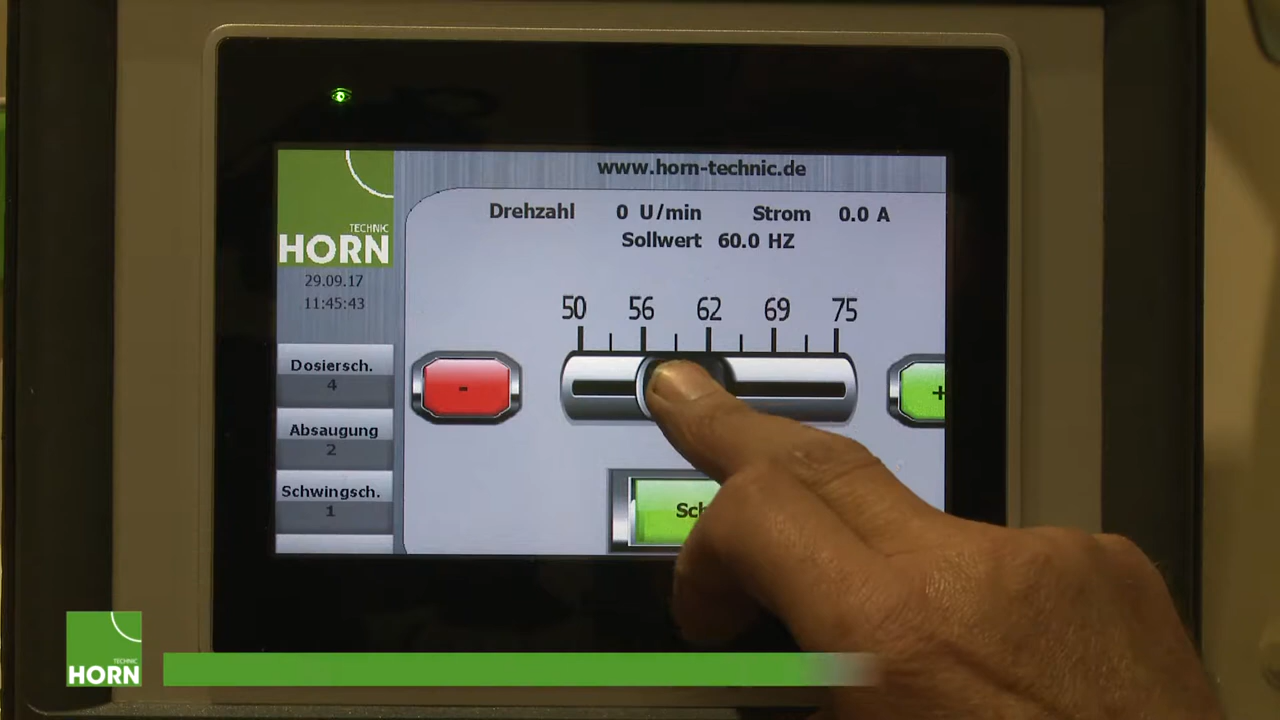 www.horn-technic.de
TECHNIC
HORN
29.09.17
11:45:43
Drehzahl 0 U/min Strom 0.0 A
Sollwert 60.0 HZ
50 56 62 69 75
- +
Dosiersch.
4
Absaugung
2
Schwingsch.
1
TECHNIC
HORN